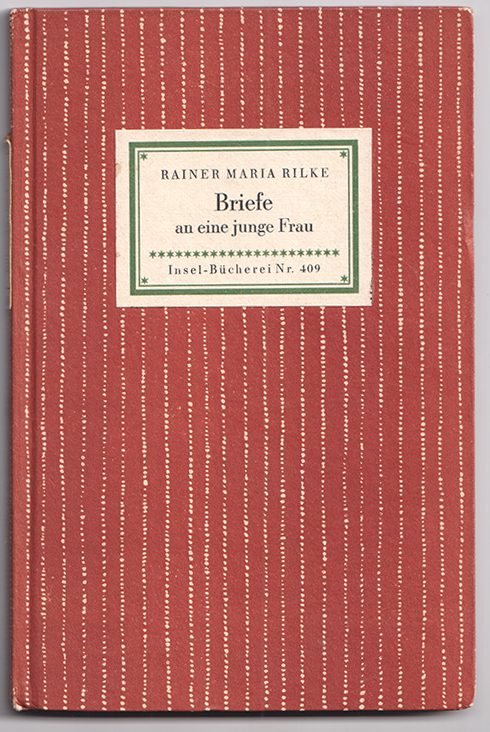 RAINER MARIA RILKE
Briefe
an eine junge Frau
Insel-Bücherei Nr. 409